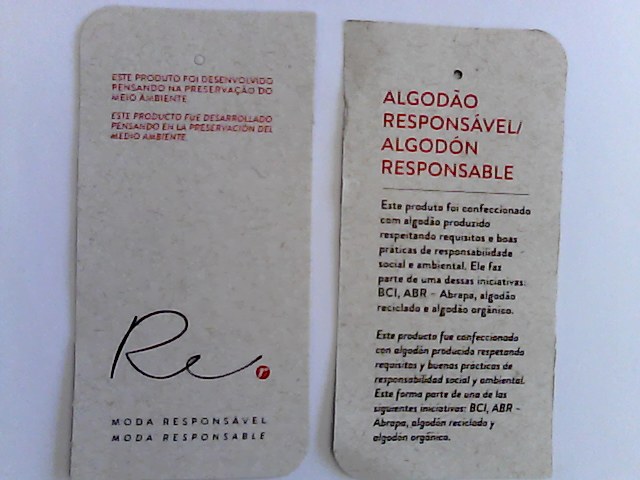 ESTE PRODUTO FOI DESENVOLVIDO
PENSANDO NA PRESERVAÇÃO DO
MEIO AMBIENTE.
ESTE PRODUCTO FUE DESARROLLADO
PENSANDO EN LA PRESERVACIÓN DEL
MEDIO AMBIENTE.
Re.
r
MODA RESPONSÁVEL
MODA RESPONSABLE
ALGODÃO
RESPONSÁVEL/
ALGODÓN
RESPONSABLE
Este produto foi confeccionado
com algodão produzido
respeitando requisitos e boas
práticas de responsabilidade
social e ambiental. Ele faz
parte de uma dessas iniciativas:
BCI, ABR - Abrapa, algodão
reciclado e algodão orgânico.
Este producto fue confeccionado
con algodón producido respetando
requisitos y buenas prácticas de
responsabilidad social y ambiental.
Este forma parte de una de las
siguientes iniciativas: BCI, ABR -
Abrapa, algodón reciclado y
algodón orgánico.